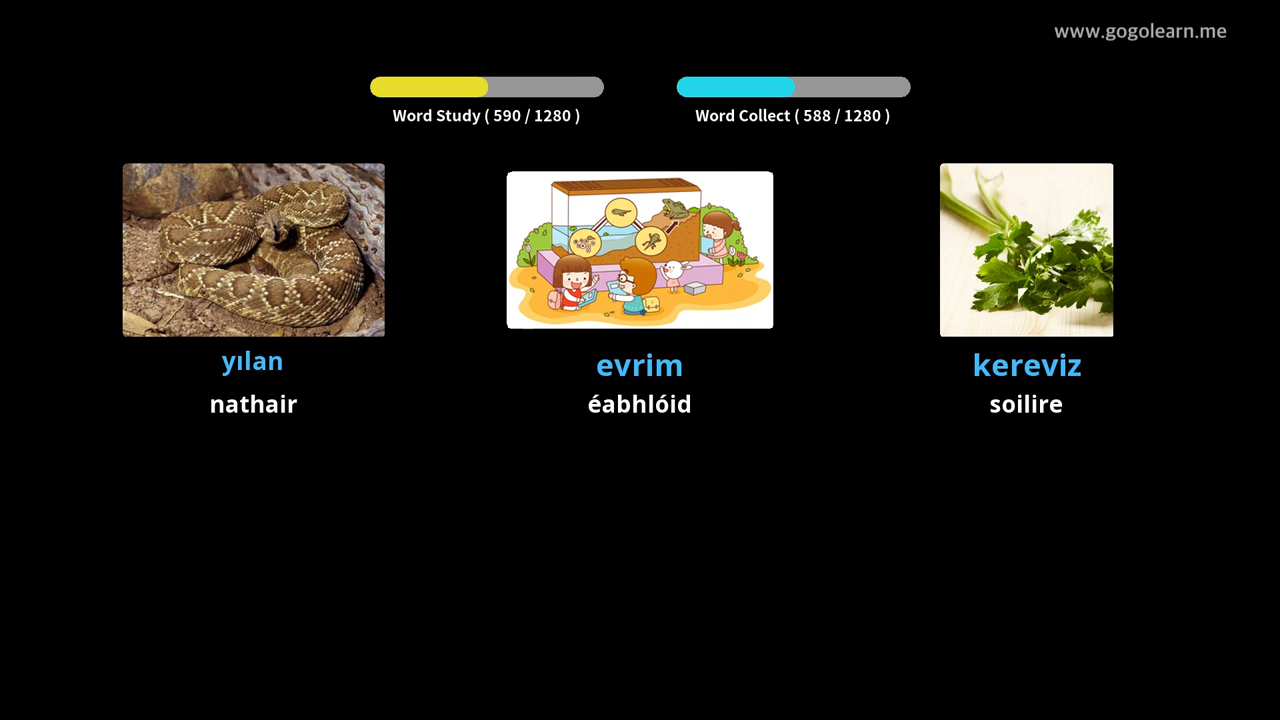 www.gogolearn.me
Word Study ( 590 / 1280 )
Word Collect ( 588 / 1280 )
yılan
evrim
kereviz
nathair
éabhlóid
soilire